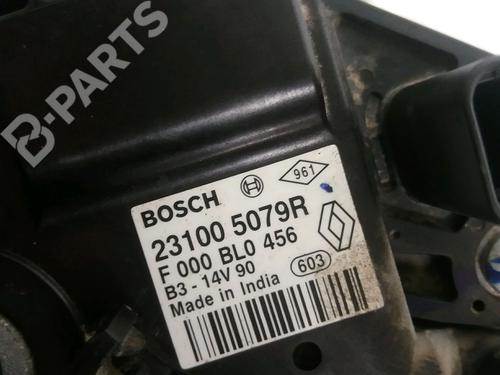 B-PARTS
BOSCH
961
23100 5079R
F 000 BL0 456
B3 - 14V 90
Made in India
603